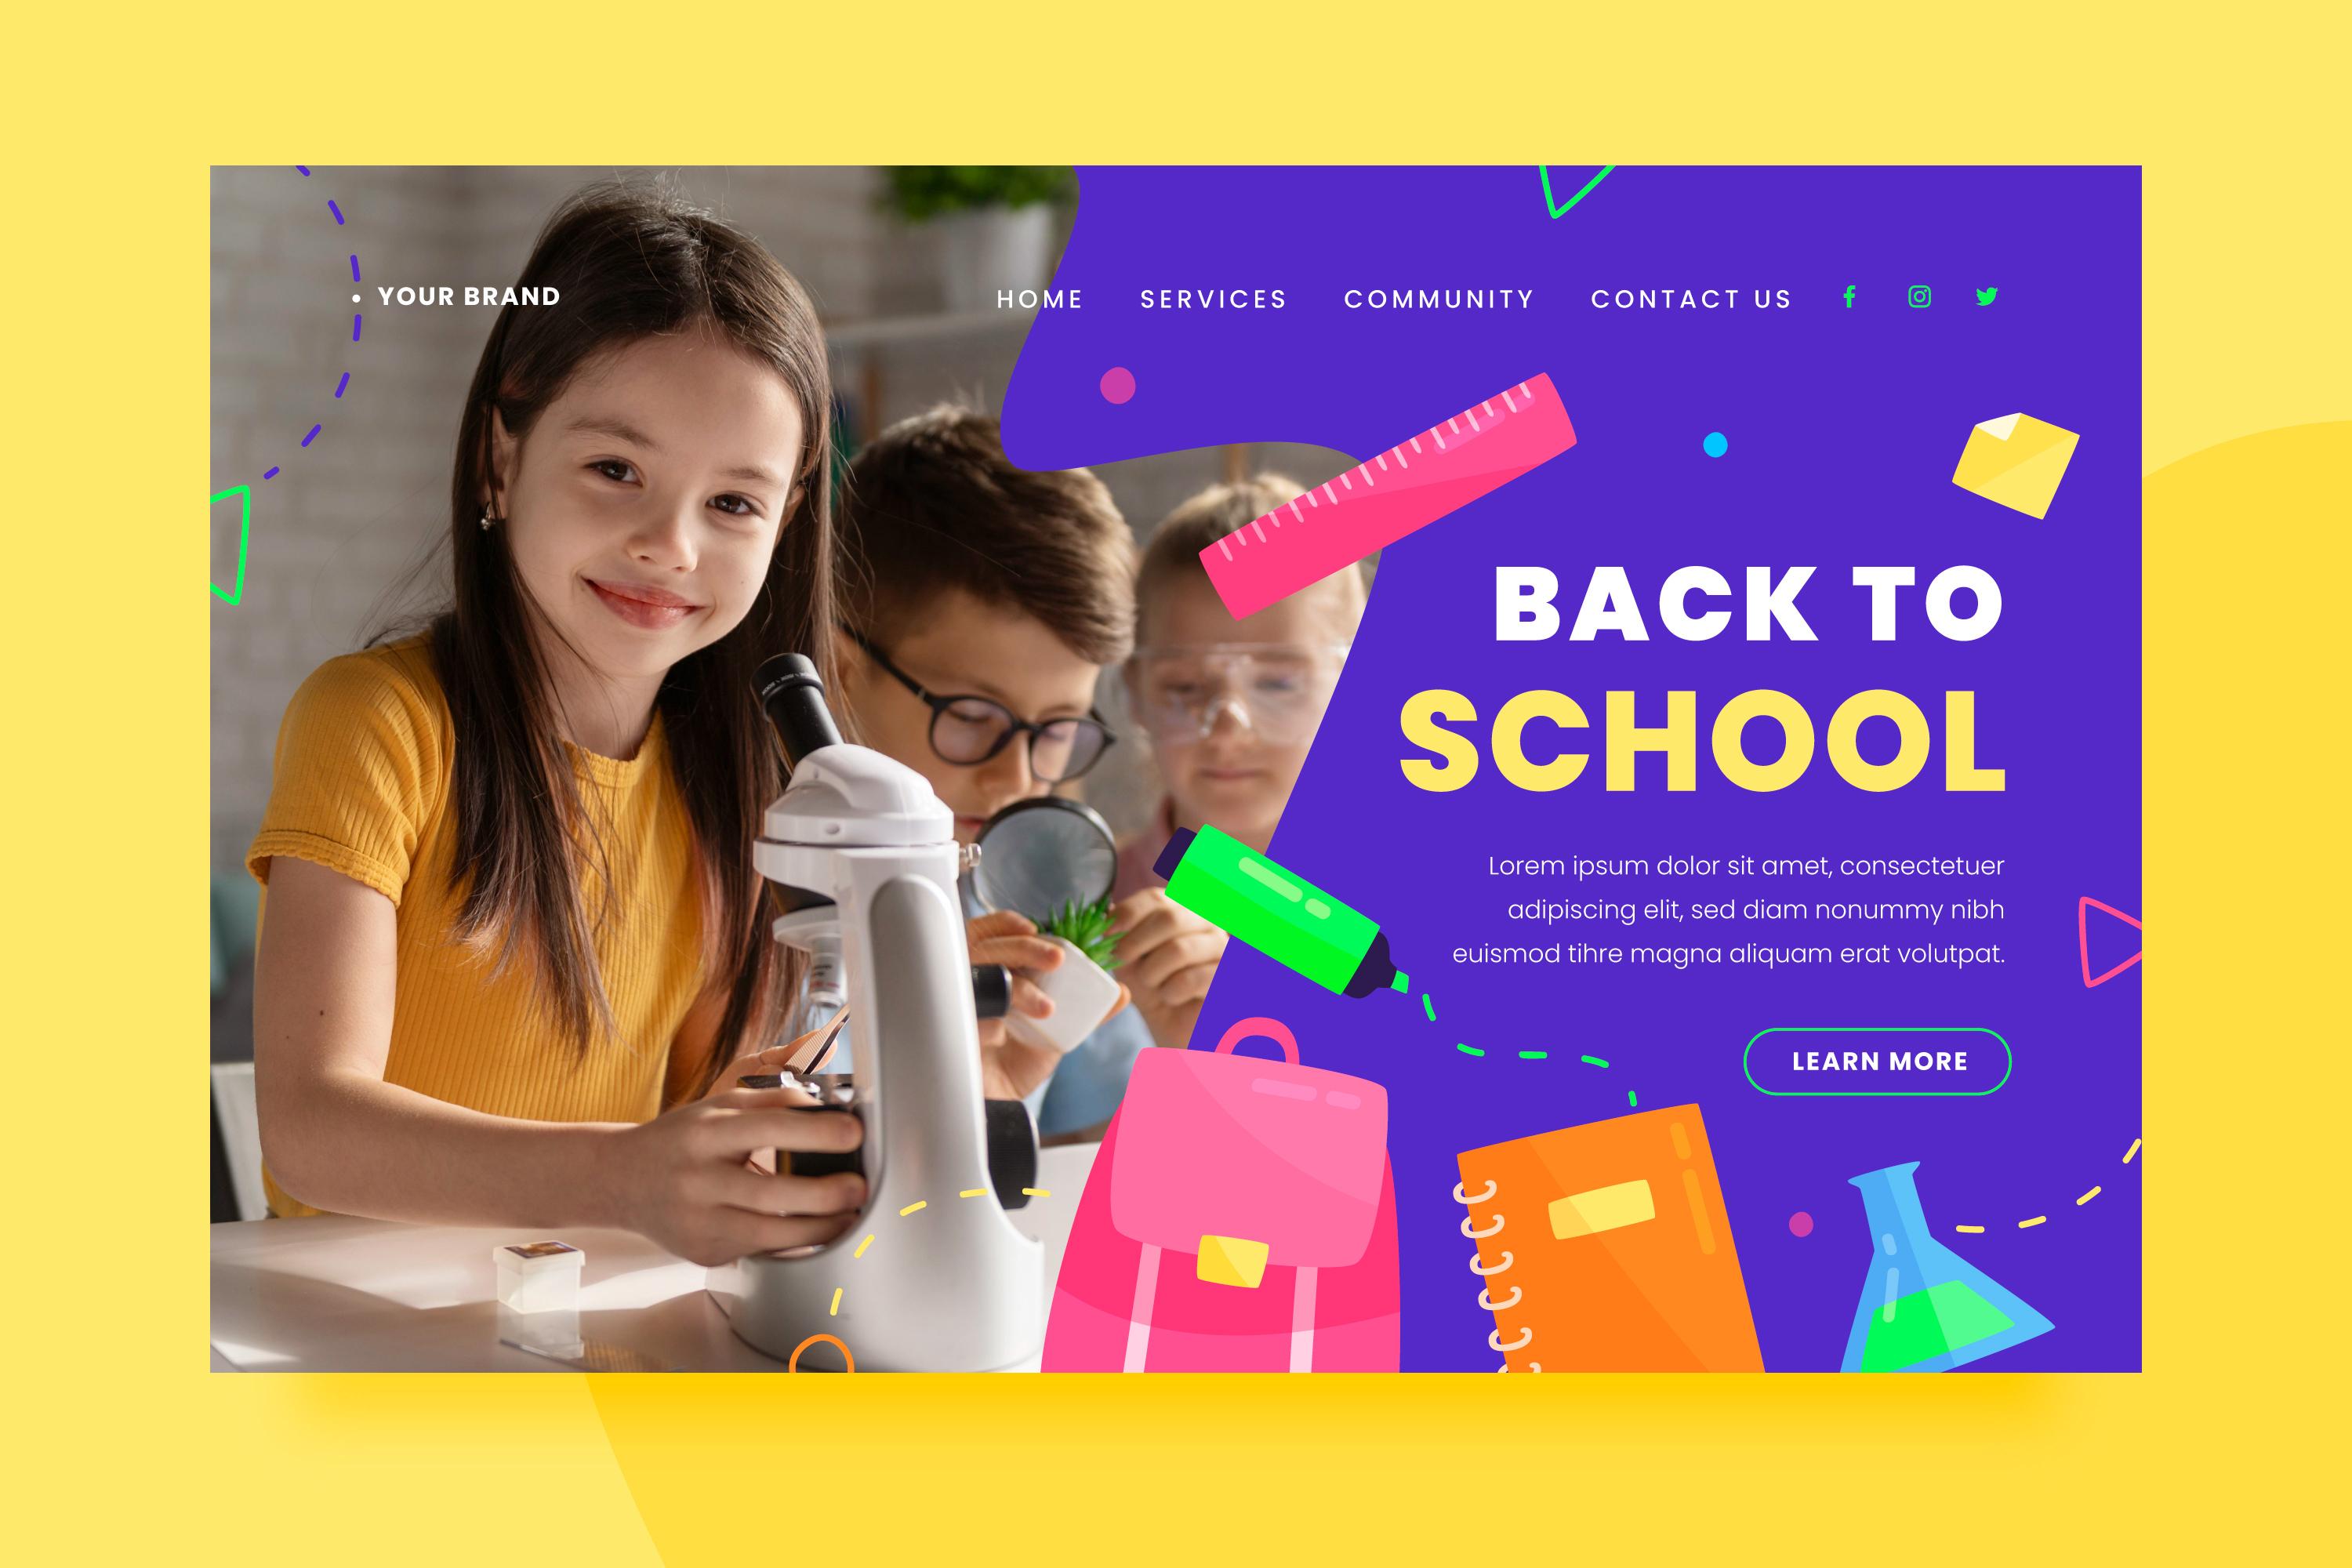 YOUR BRAND
HOME SERVICES COMMUNITY CONTACT US
BACK TO
SCHOOL
Lorem ipsum dolor sit amet, consectetuer
adipiscing elit, sed diam nonummy nibh
euismod tihre magna aliquam erat volutpat.
LEARN MORE